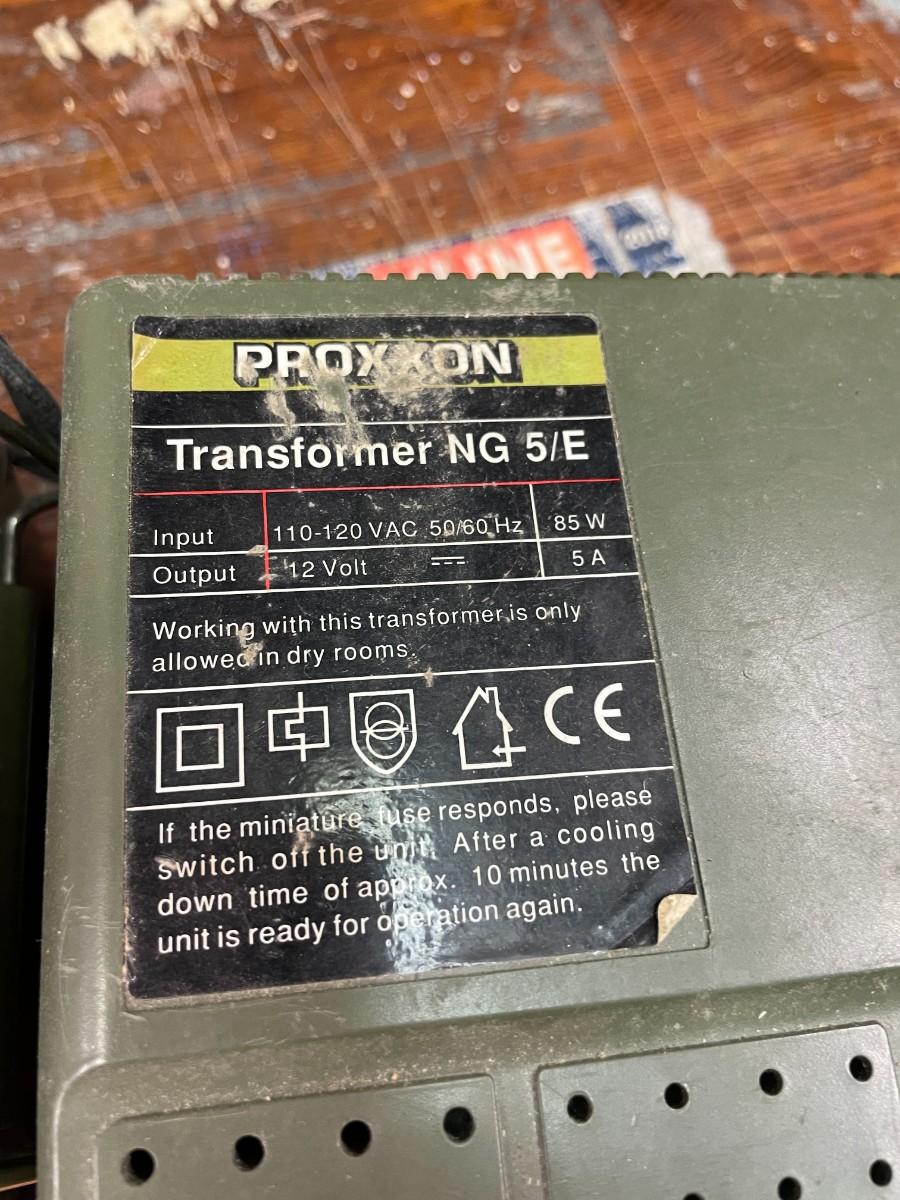 PROXXON
Transformer NG 5/E
Input 110-120 VAC 50/60 Hz 85 W
Output 12 Volt 5 A
Working with this transformer is only
allowed in dry rooms.
CE
If the miniature fuse responds, please
switch off the unit. After a cooling
down time of approx. 10 minutes the
unit is ready for operation again.